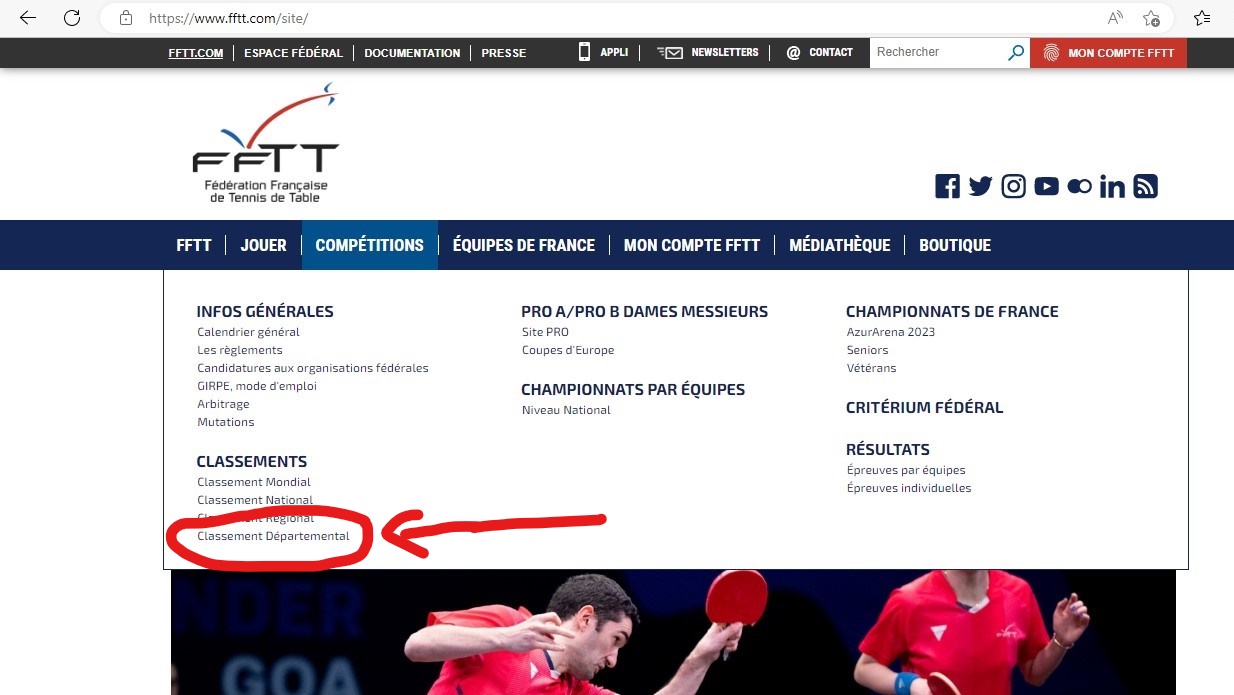 https://www.fftt.com/site/
FFTT.COM ESPACE FÉDÉRAL DOCUMENTATION PRESSE APPLI NEWSLETTERS @ CONTACT Rechercher MON COMPTE FFTT
FFTT
Fédération Française
de Tennis de Table
FFTT JOUER COMPÉTITIONS ÉQUIPES DE FRANCE MON COMPTE FFTT MÉDIATHÈQUE BOUTIQUE
INFOS GÉNÉRALES
Calendrier général
Les règlements
Candidatures aux organisations fédérales
GIRPE, mode d'emploi
Arbitrage
Mutations
CLASSEMENTS
Classement Mondial
Classement National
Classement Régional
Classement Départemental
PRO A/PRO B DAMES MESSIEURS
Site PRO
Coupes d'Europe
CHAMPIONNATS PAR ÉQUIPES
Niveau National
CHAMPIONNATS DE FRANCE
AzurArena 2023
Seniors
Vétérans
CRITÉRIUM FÉDÉRAL
RÉSULTATS
Épreuves par équipes
Épreuves individuelles
GOA